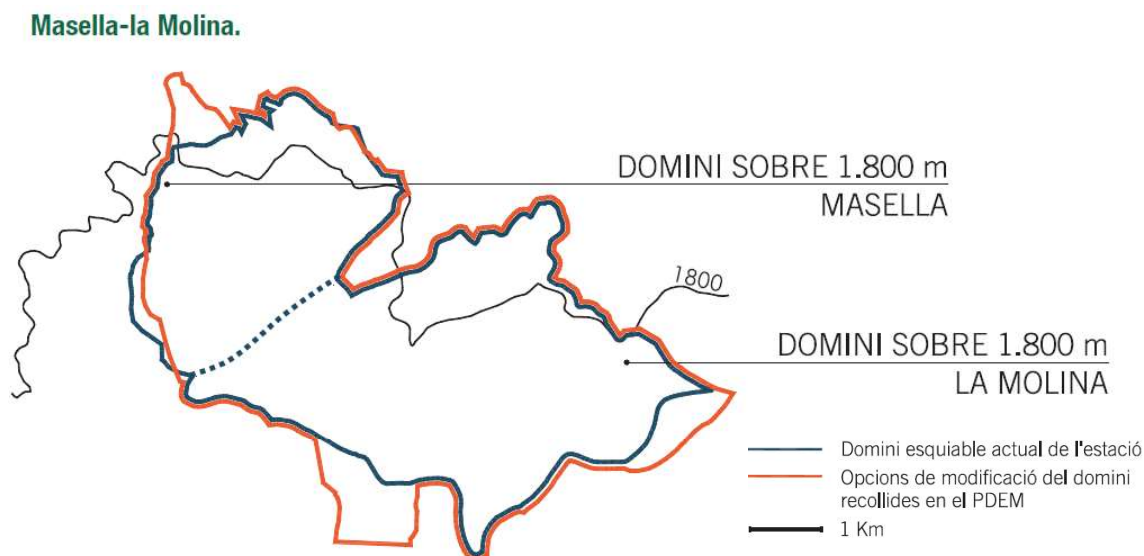 Masella-la Molina.
DOMINI SOBRE 1.800 m
MASELLA
1800
DOMINI SOBRE 1.800 m
LA MOLINA
Domini esquiable actual de l'estació
Opcions de modificació del domini
recollides en el PDEM
1 Km